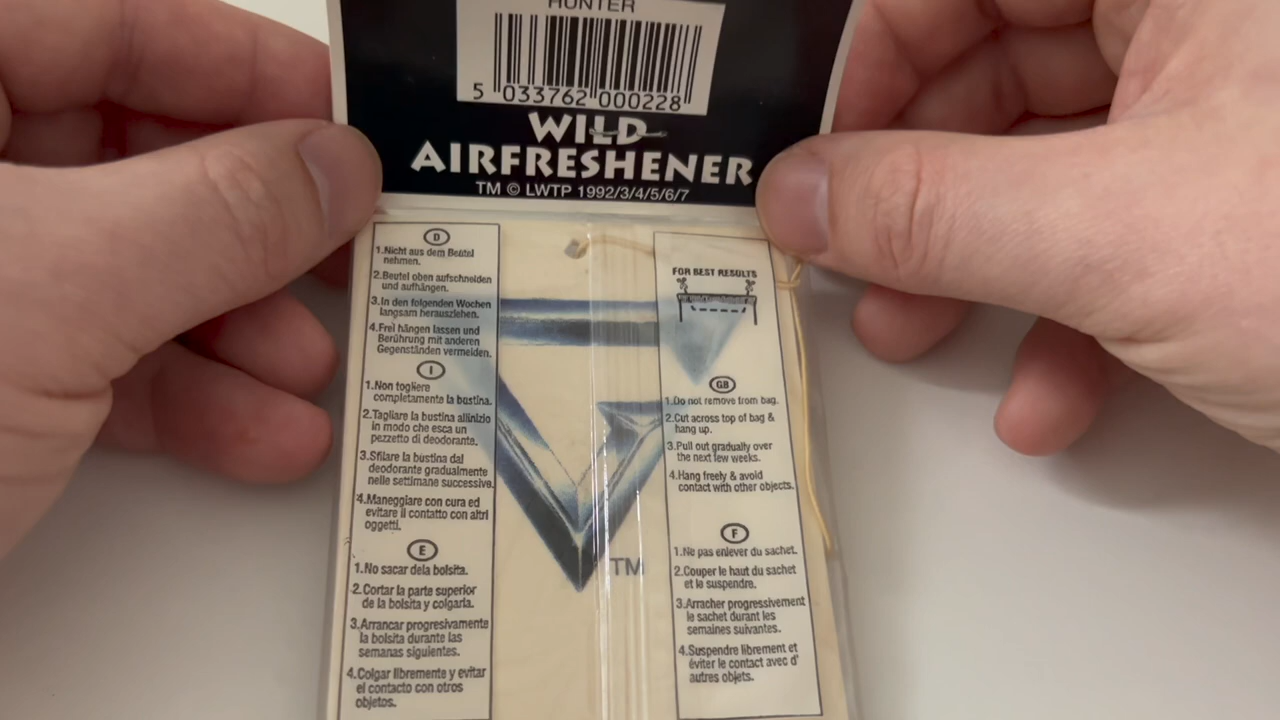 HUNTER
5 033762 000228
WILD
AIRFRESHENER
TM © LWTP 1992/3/4/5/6/7
D
1.Nicht aus dem Beutel
nehmen.
2.Beutel oben aufschneiden
und aufhängen.
3.In den folgenden Wochen
langsam herausziehen.
4.Frei hängen lassen und
Berührung mit anderen
Gegenständen vermeiden.
I
1.Non togliere
completamente la bustina.
2.Tagliare la bustina allinizio
in modo che esca un
pezzetto di deodorante.
3.Sfilare la bustina dal
deodorante gradualmente
nelle settimane successive.
4.Maneggiare con cura ed
evitare il contatto con altri
oggetti.
E
1.No sacar dela bolsita.
2.Cortar la parte superior
de la bolsita y colgarla.
3.Arrancar progresivamente
la bolsita durante las
semanas siguientes.
4.Colgar libremente y evitar
el contacto con otros
objetos.
TM
FOR BEST RESULTS
GB
1.Do not remove from bag.
2.Cut across top of bag &
hang up.
3.Pull out gradually over
the next few weeks.
4.Hang freely & avoid
contact with other objects.
F
1.Ne pas enlever du sachet.
2.Couper le haut du sachet
et le suspendre.
3.Arracher progressivement
le sachet durant les
semaines suivantes.
4.Suspendre librement et
éviter le contact avec d'
autres objets.